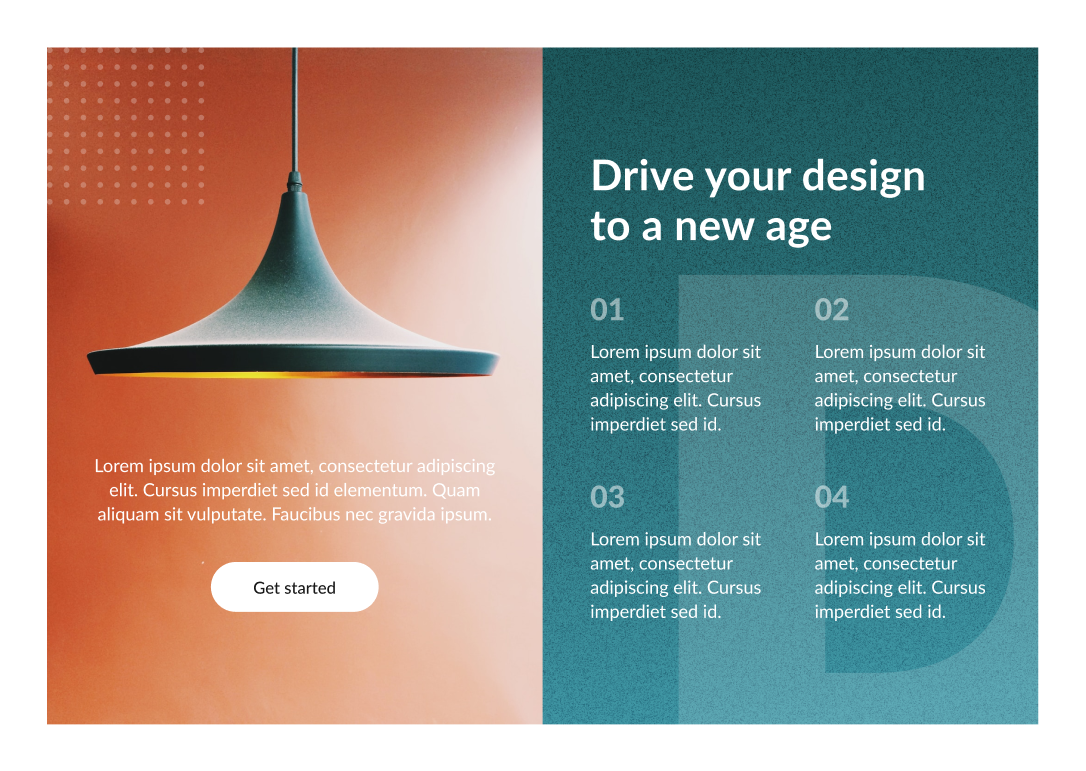 Lorem ipsum dolor sit amet, consectetur adipiscing
elit. Cursus imperdiet sed id elementum. Quam
aliquam sit vulputate. Faucibus nec gravida ipsum.
Get started
Drive your design
to a new age
01
Lorem ipsum dolor sit
amet, consectetur
adipiscing elit. Cursus
imperdiet sed id.
02
Lorem ipsum dolor sit
amet, consectetur
adipiscing elit. Cursus
imperdiet sed id.
03
Lorem ipsum dolor sit
amet, consectetur
adipiscing elit. Cursus
imperdiet sed id.
04
Lorem ipsum dolor sit
amet, consectetur
adipiscing elit. Cursus
imperdiet sed id.
D